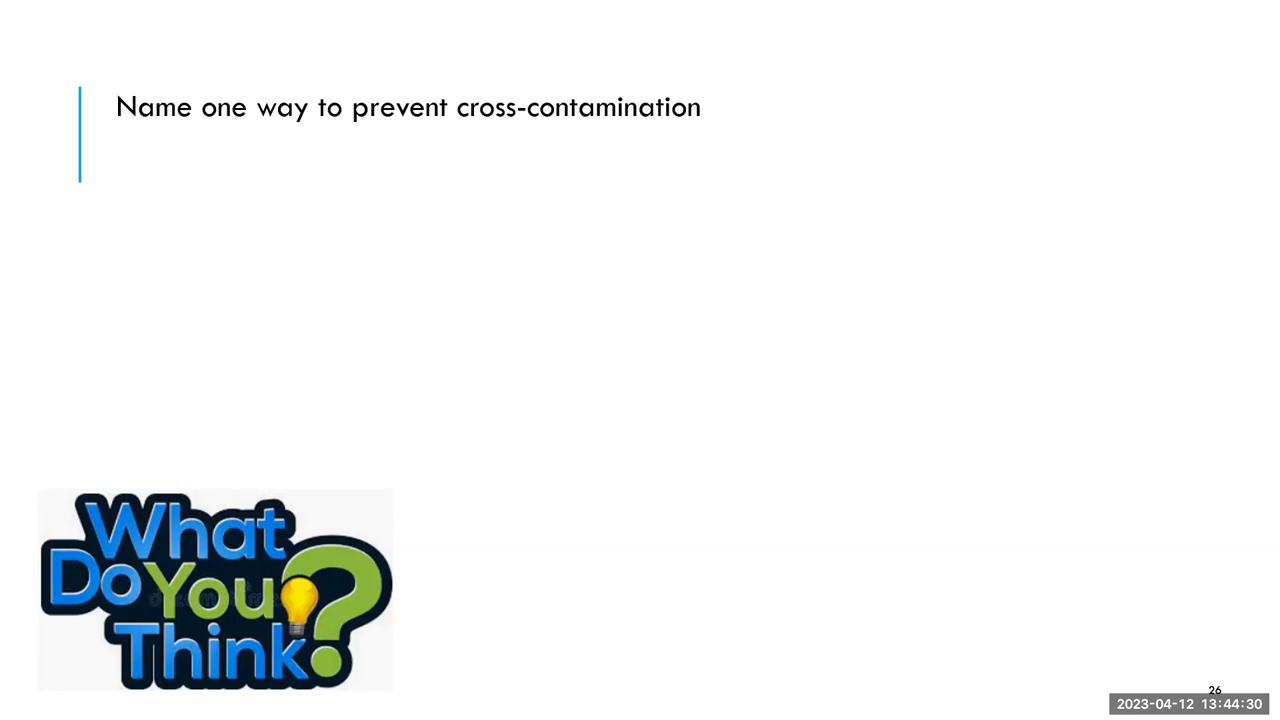 Name one way to prevent cross-contamination
What
Do You
Think?
26
2023-04-12 13:44:30